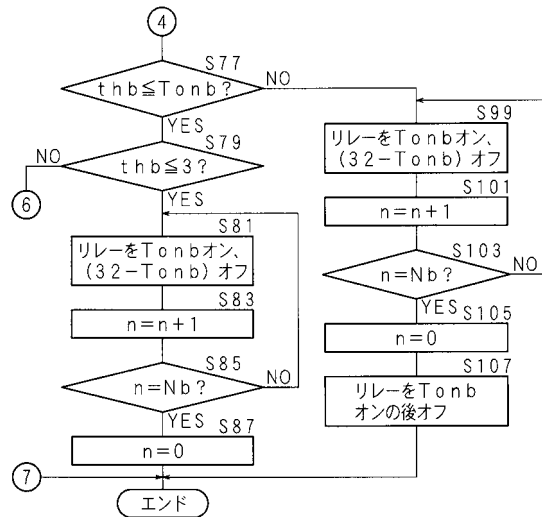 4
S77
thb≦Tonb?
NO
YES
S79
NO
thb≦3?
6
YES
S81
リレーをTonbオン、
(32-Tonb) オフ
S83
n=n+1
S85
n=Nb?
NO
YES
S87
n=0
7
エンド
S99
リレーをTonbオン、
(32-Tonb) オフ
S101
n=n+1
S103
n=Nb?
NO
YES
S105
n=0
S107
リレーをTonb
オンの後オフ